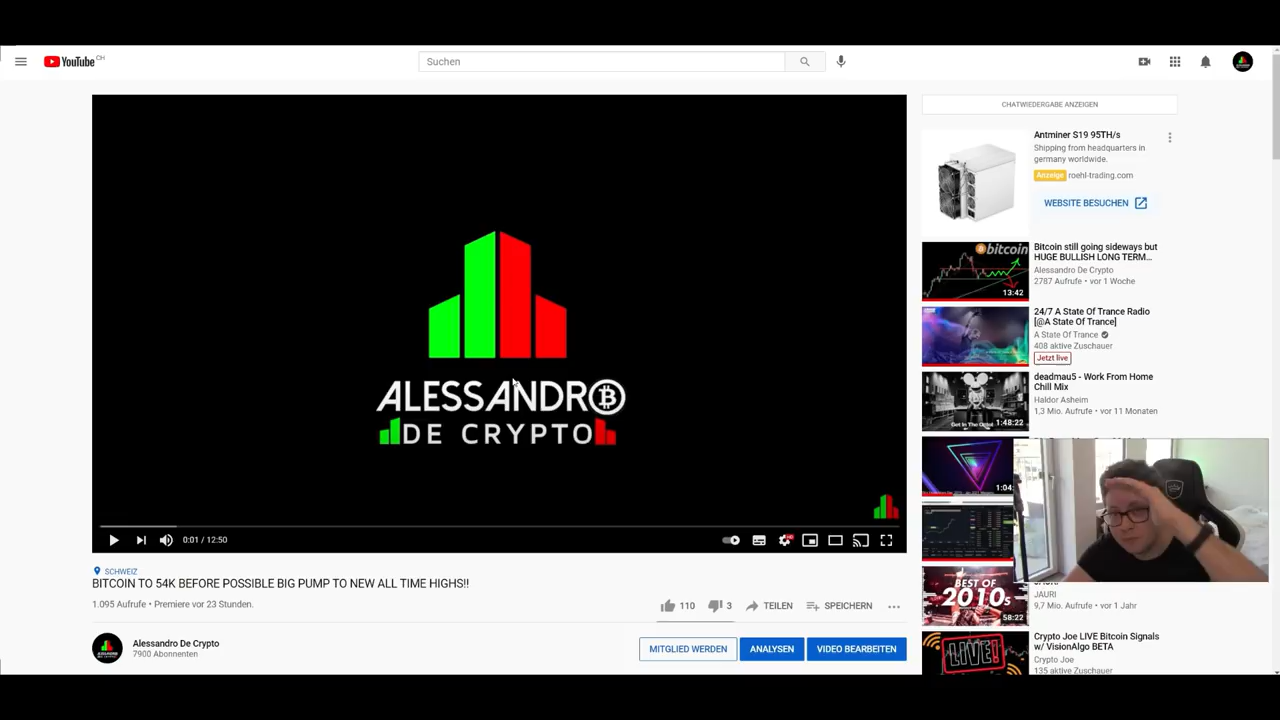 YouTube CH
Suchen
CHATWIEDERGABE ANZEIGEN
Antminer S19 95TH/s
Shipping from headquarters in
germany worldwide.
Anzeige roehl-trading.com
WEBSITE BESUCHEN
bitcoin
13:42
Bitcoin still going sideways but
HUGE BULLISH LONG TERM...
Alessandro De Crypto
2787 Aufrufe • vor 1 Woche
24/7 A State Of Trance Radio
[@A State Of Trance]
A State Of Trance
408 aktive Zuschauer
Jetzt live
1:48:22
deadmau5 - Work From Home
Chill Mix
Haldor Asheim
1,3 Mio. Aufrufe • vor 11 Monaten
1:04:
BEST OF
2010s
58:22
JAURI
9,7 Mio. Aufrufe • vor 1 Jahr
LIVE!
Crypto Joe LIVE Bitcoin Signals
w/ VisionAlgo BETA
Crypto Joe
135 aktive Zuschauer
ALESSANDRO
DE CRYPTO
0:01 / 12:50
SCHWEIZ
BITCOIN TO 54K BEFORE POSSIBLE BIG PUMP TO NEW ALL TIME HIGHS!!
1.095 Aufrufe • Premiere vor 23 Stunden.
110 3 TEILEN SPEICHERN
Alessandro De Crypto
7900 Abonnenten
MITGLIED WERDEN ANALYSEN VIDEO BEARBEITEN